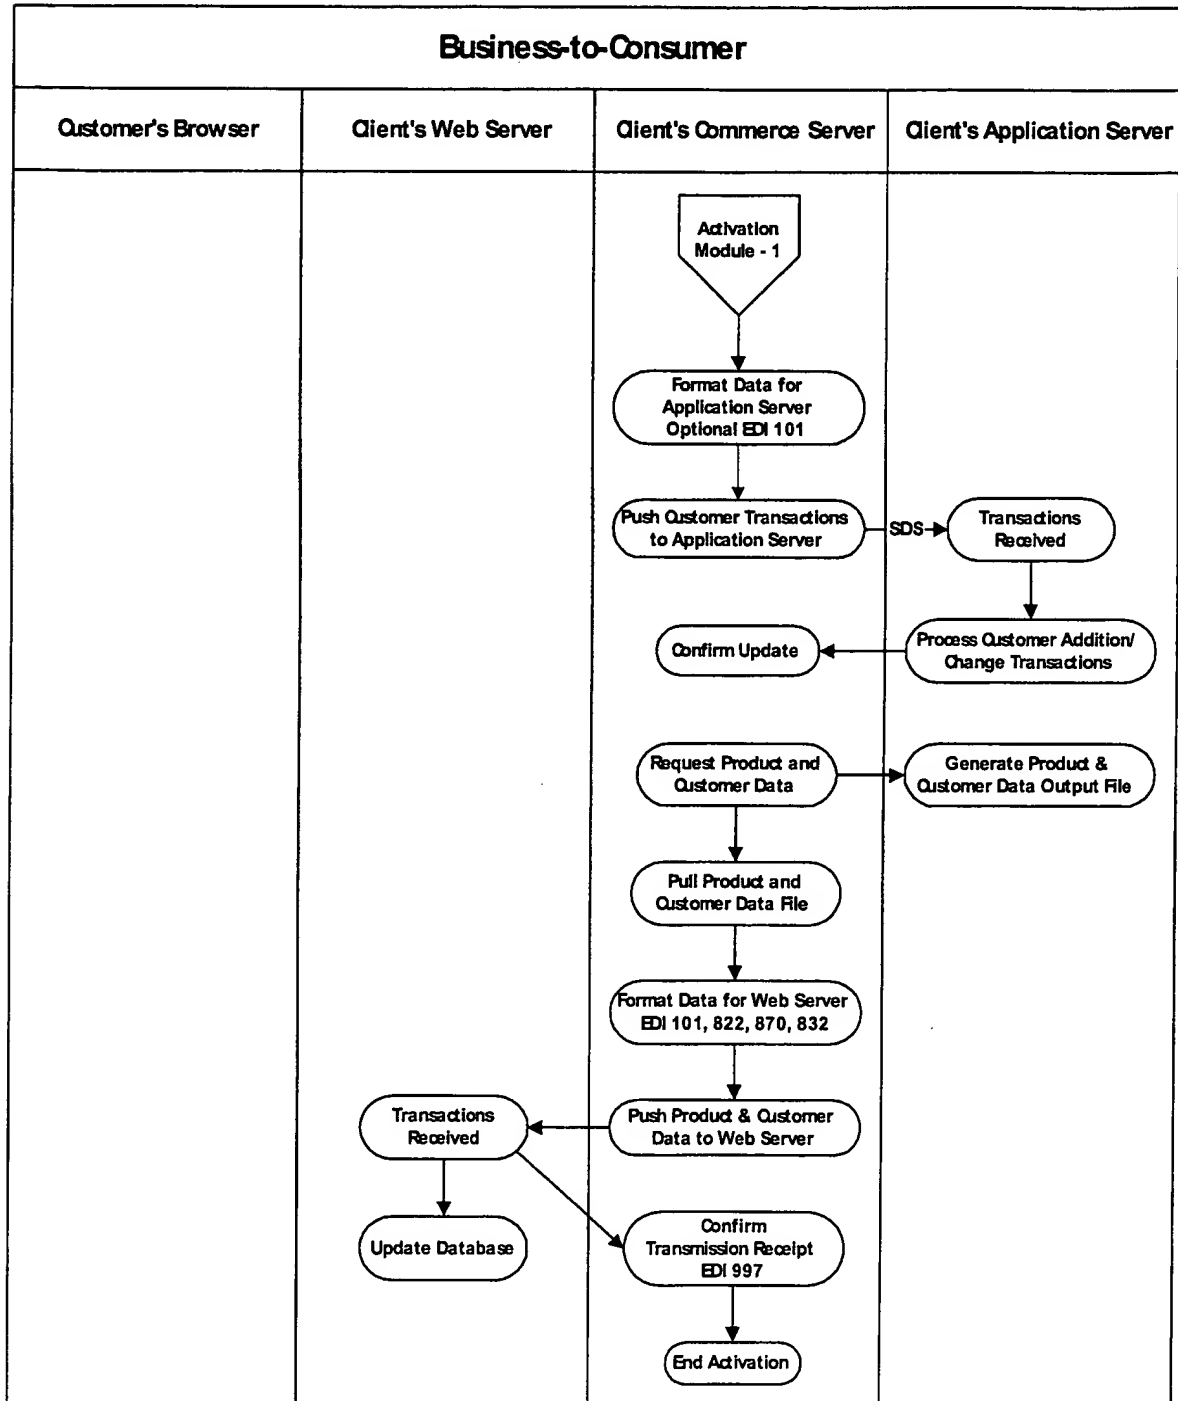 Business-to-Consumer
Customer's Browser
Client's Web Server
Client's Commerce Server
Client's Application Server
Activation
Module - 1
Format Data for
Application Server
Optional EDI 101
Push Customer Transactions
to Application Server
SDS
Transactions
Received
Confirm Update
Process Customer Addition/
Change Transactions
Request Product and
Customer Data
Generate Product &
Customer Data Output File
Pull Product and
Customer Data File
Format Data for Web Server
EDI 101, 822, 870, 832
Transactions
Received
Push Product & Customer
Data to Web Server
Update Database
Confirm
Transmission Receipt
EDI 997
End Activation